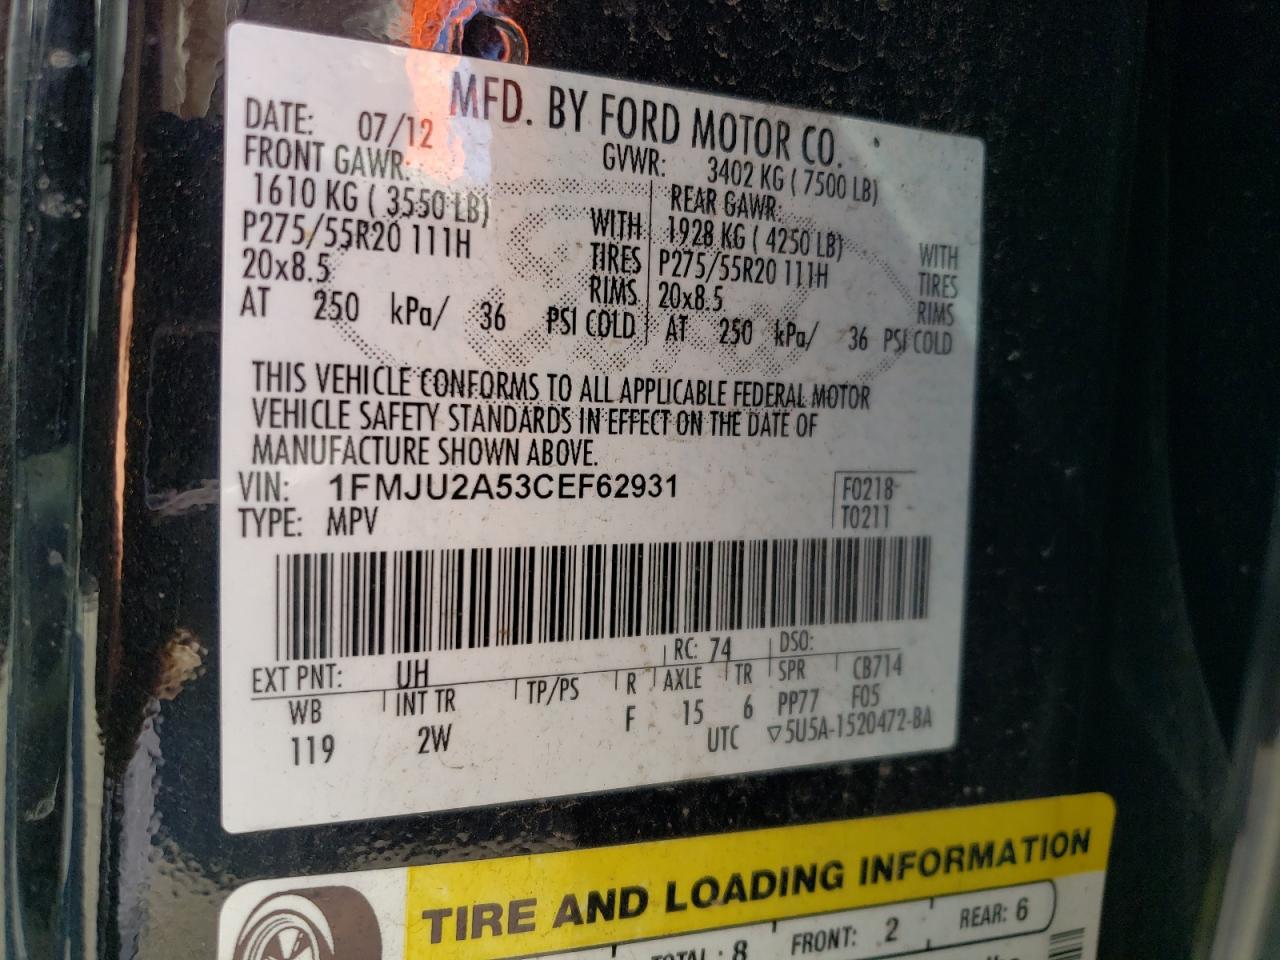 MFD. BY FORD MOTOR CO.
DATE: 07/12 GVWR: 3402 KG ( 7500 LB)
FRONT GAWR: REAR GAWR:
1610 KG ( 3550 LB) WITH 1928 KG ( 4250 LB) WITH
P275/55R20 111H TIRES P275/55R20 111H TIRES
20x8.5 RIMS 20x8.5 RIMS
AT 250 kPa/ 36 PSI COLD AT 250 kPa/ 36 PSI COLD
THIS VEHICLE CONFORMS TO ALL APPLICABLE FEDERAL MOTOR
VEHICLE SAFETY STANDARDS IN EFFECT ON THE DATE OF
MANUFACTURE SHOWN ABOVE.
VIN: 1FMJU2A53CEF62931 F0218
TYPE: MPV T0211
EXT PNT: UH RC: 74 DSO:
WB INT TR TP/PS R AXLE TR SPR CB714
119 2W F 15 6 PP77 F05
UTC ▽5U5A-1520472-BA
TIRE AND LOADING INFORMATION
TOTAL : 8 FRONT: 2 REAR: 6